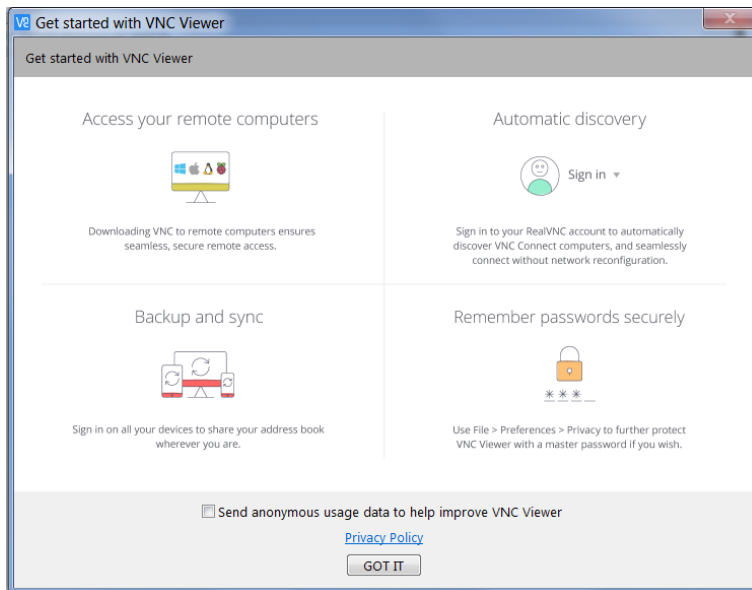 Get started with VNC Viewer
Get started with VNC Viewer
Access your remote computers
Downloading VNC to remote computers ensures
seamless, secure remote access.
Automatic discovery
Sign in
Sign in to your RealVNC account to automatically
discover VNC Connect computers, and seamlessly
connect without network reconfiguration.
Backup and sync
Sign in on all your devices to share your address book
wherever you are.
Remember passwords securely
***_
Use File > Preferences > Privacy to further protect
VNC Viewer with a master password if you wish.
Send anonymous usage data to help improve VNC Viewer
Privacy Policy
GOT IT